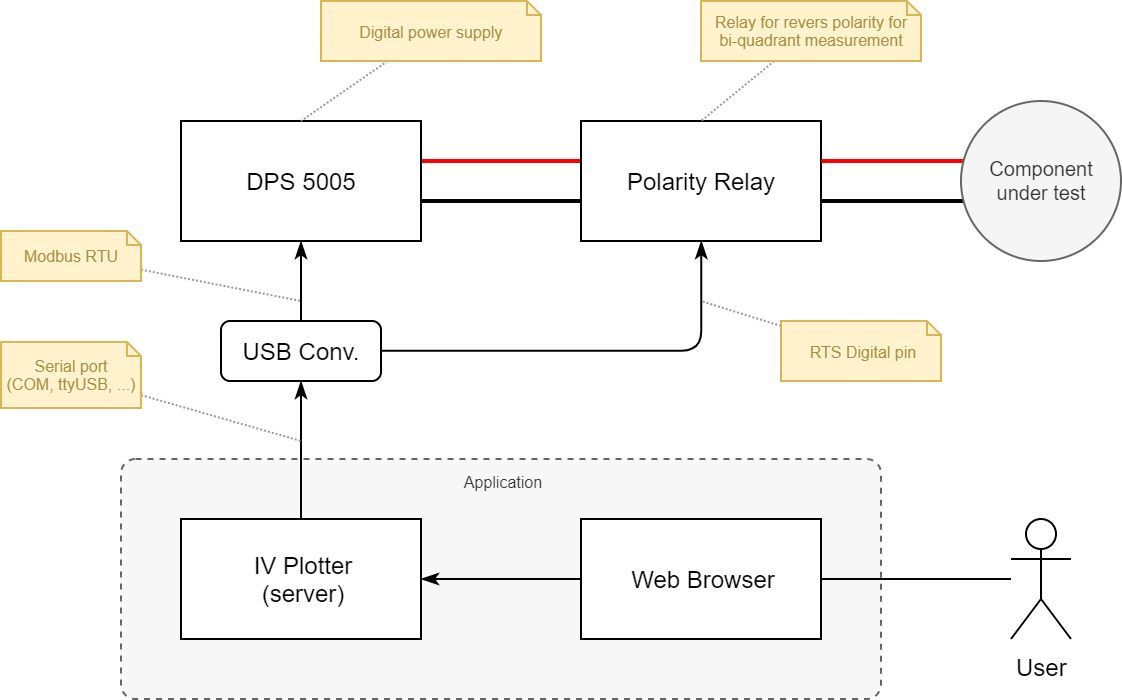 Digital power supply
Relay for revers polarity for
bi-quadrant measurement
DPS 5005
Polarity Relay
Component
under test
Modbus RTU
USB Conv.
RTS Digital pin
Serial port
(COM, ttyUSB, ...)
Application
IV Plotter
(server)
Web Browser
User